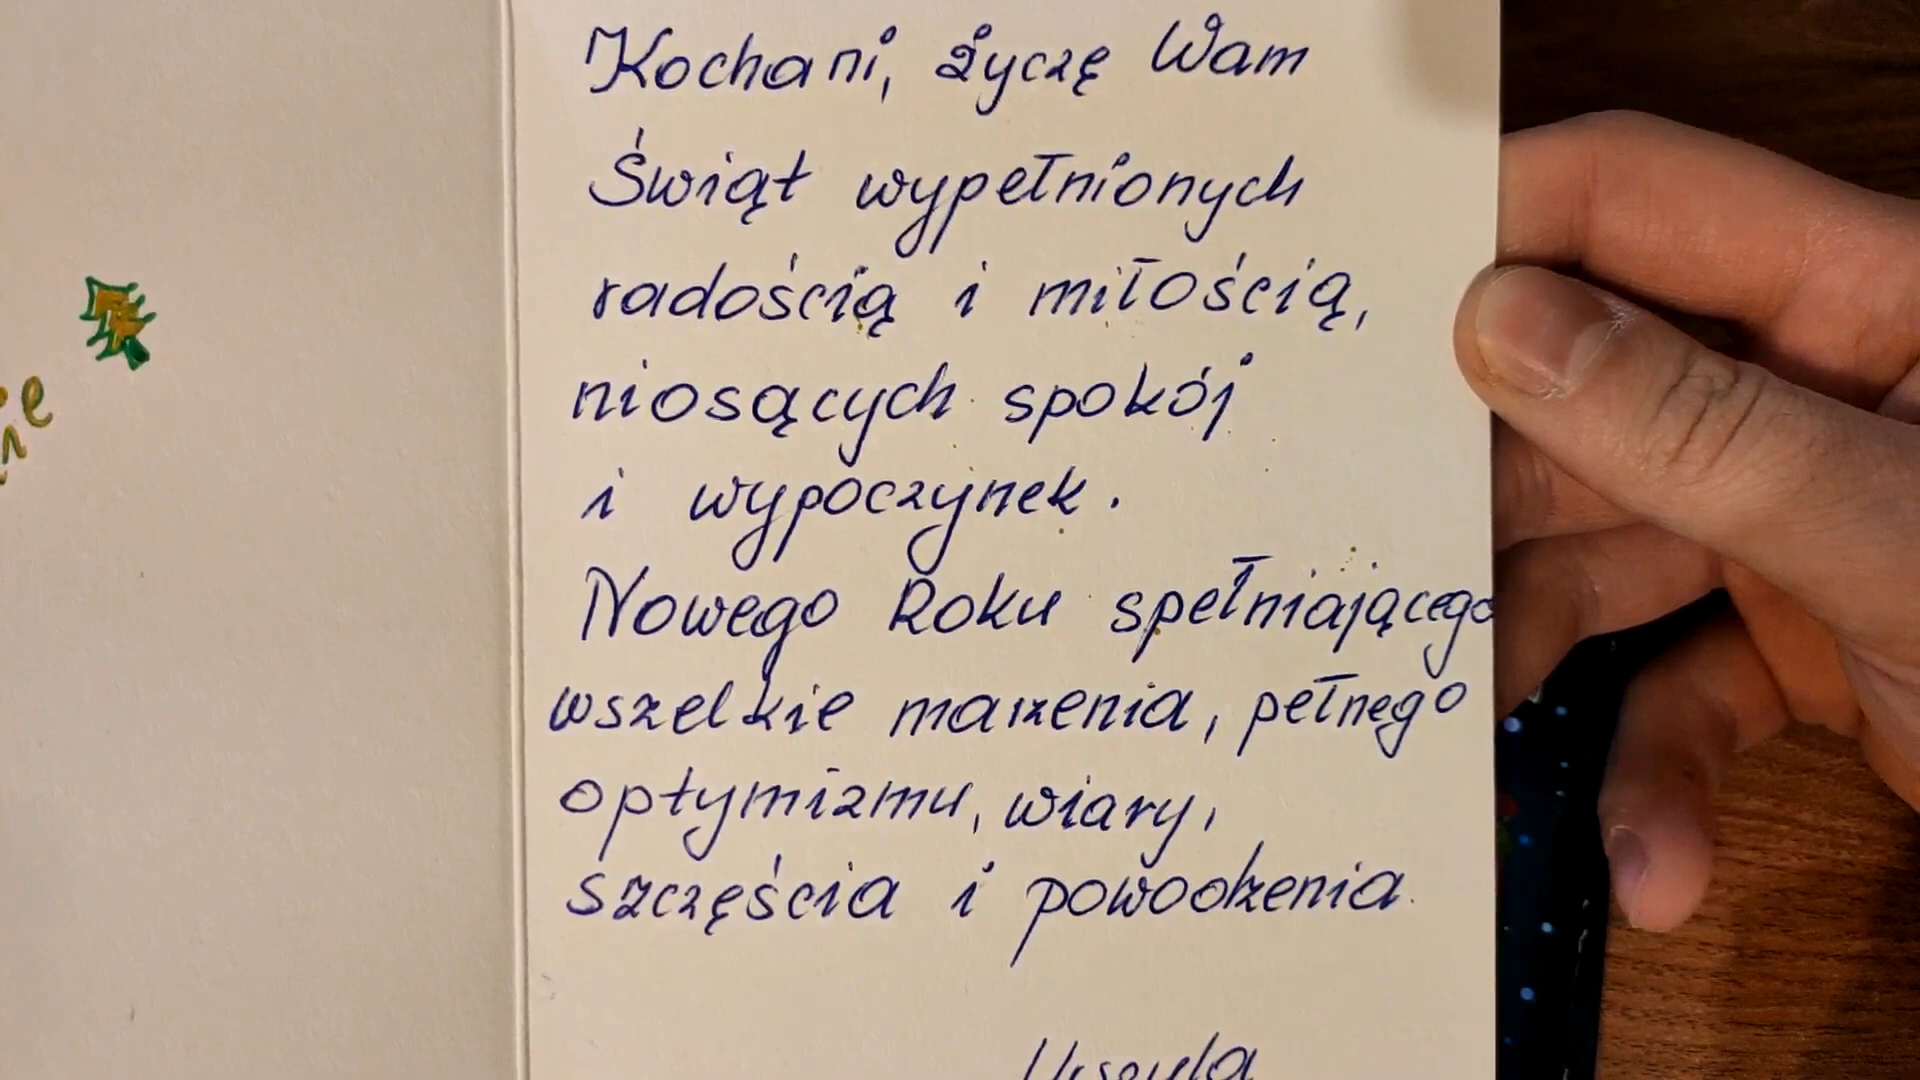 Kochani, życzę Wam
Świąt wypełnionych
radością i miłością,
niosących spokój
i wypoczynek.
Nowego Roku spełniającego
wszelkie marzenia, pełnego
optymizmu, wiary,
szczęścia i powodzenia.
Urszula